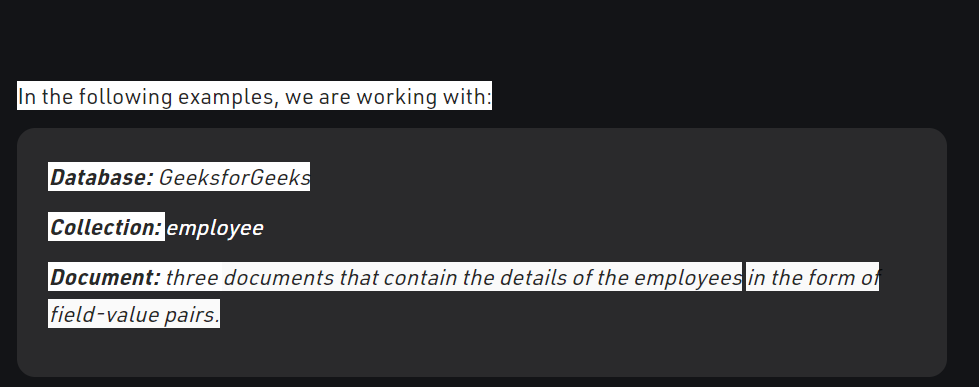 In the following examples, we are working with:
Database: GeeksforGeeks
Collection: employee
Document: three documents that contain the details of the employees in the form of
field-value pairs.